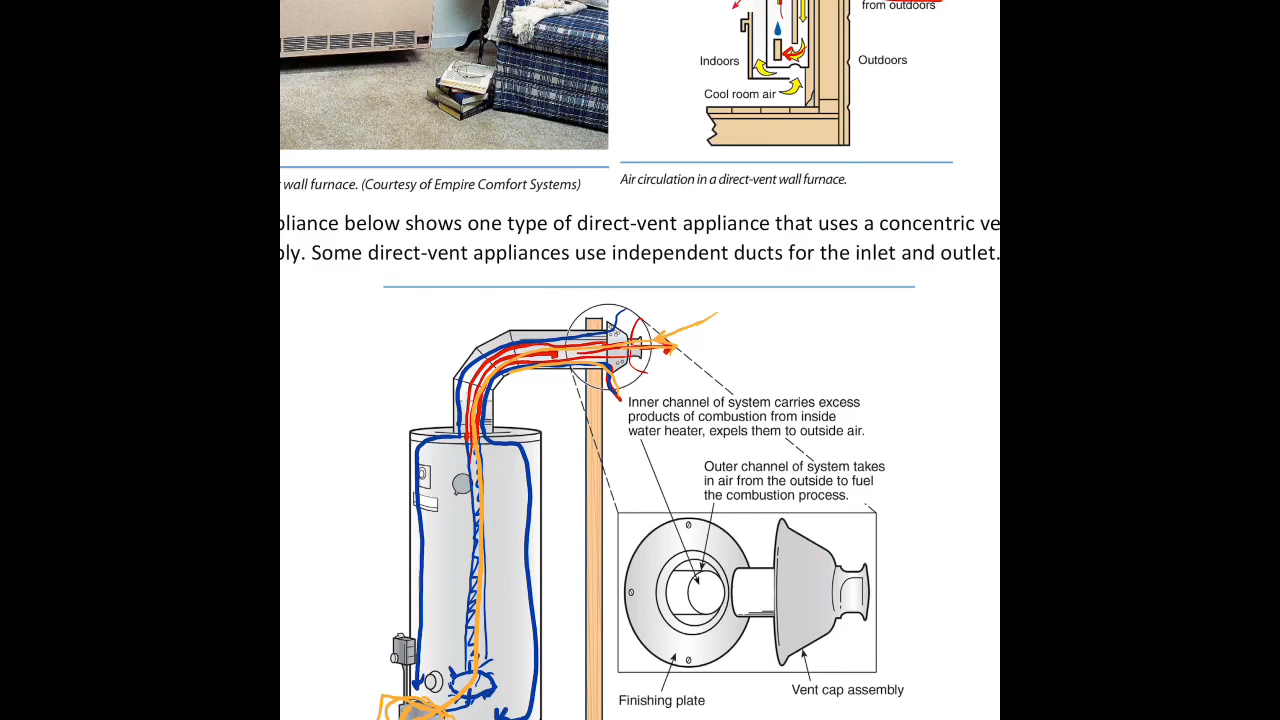 from outdoors
Indoors
Outdoors
Cool room air
wall furnace. (Courtesy of Empire Comfort Systems)
Air circulation in a direct-vent wall furnace.
pliance below shows one type of direct-vent appliance that uses a concentric ve
bly. Some direct-vent appliances use independent ducts for the inlet and outlet.
Inner channel of system carries excess
products of combustion from inside
water heater, expels them to outside air.
Outer channel of system takes
in air from the outside to fuel
the combustion process.
Finishing plate
Vent cap assembly